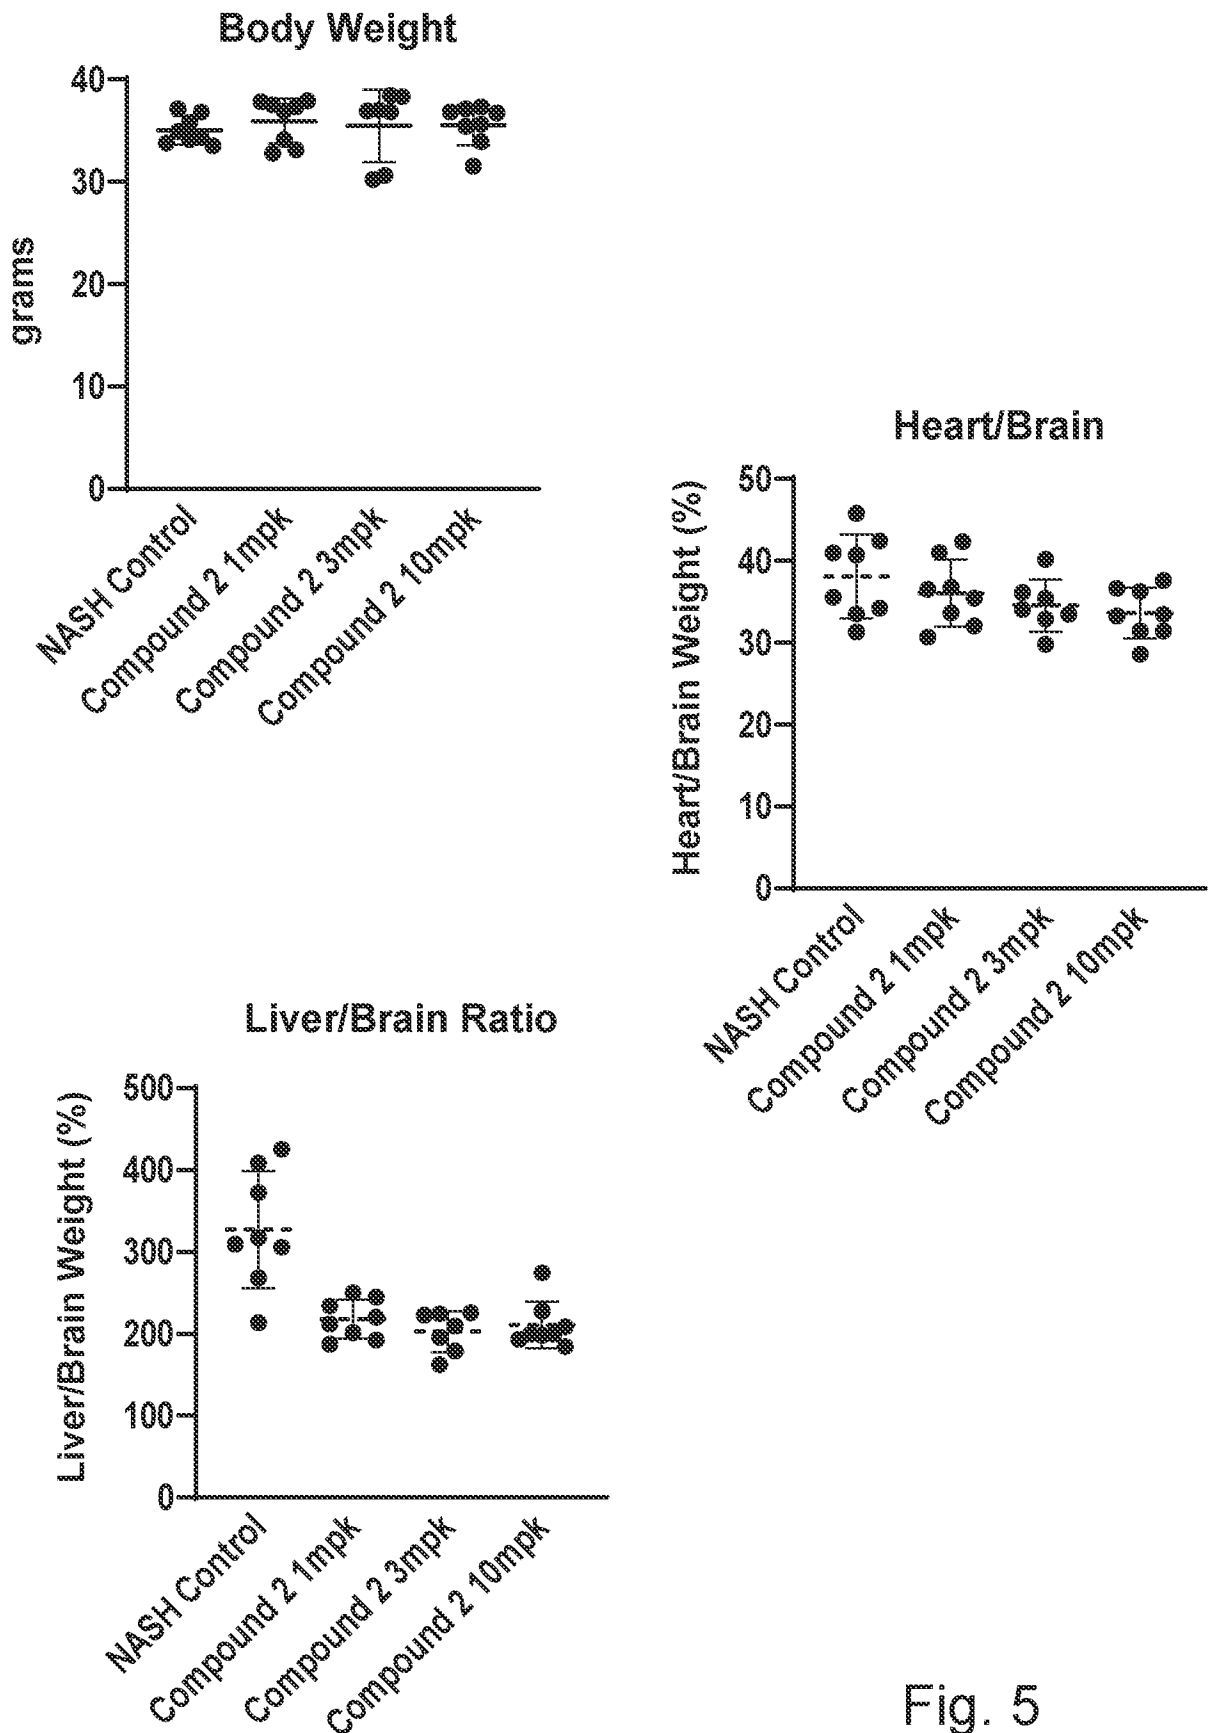 Body Weight
grams
40
30
20
10
0
NASH Control
Compound 2 1mpk
Compound 2 3mpk
Compound 2 10mpk
Heart/Brain
Heart/Brain Weight (%)
50
40
30
20
10
0
NASH Control
Compound 2 1mpk
Compound 2 3mpk
Compound 2 10mpk
Liver/Brain Ratio
Liver/Brain Weight (%)
500
400
300
200
100
0
NASH Control
Compound 2 1mpk
Compound 2 3mpk
Compound 2 10mpk
Fig. 5